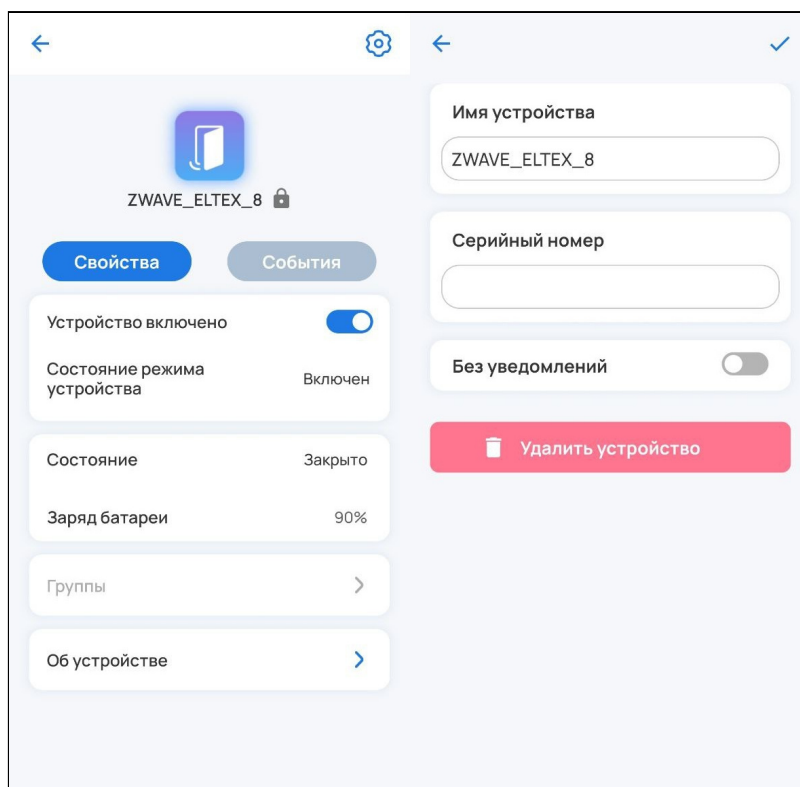 ZWAVE_ELTEX_8
Свойства
События
Устройство включено
Состояние режима
устройства
Включен
Состояние
Закрыто
Заряд батареи
90%
Группы
Об устройстве
Имя устройства
ZWAVE_ELTEX_8
Серийный номер
Без уведомлений
Удалить устройство